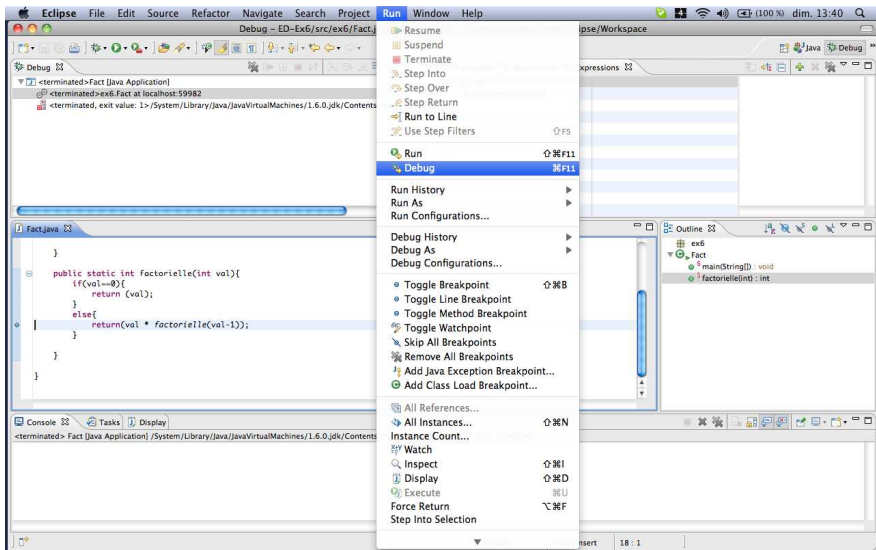 Eclipse File Edit Source Refactor Navigate Search Project Run Window Help (100 %) dim. 13:40
Debug – ED–Ex6/src/ex6/Fact.j
ipse/Workspace
Java Debug »
Debug
<terminated>Fact [Java Application]
<terminated>ex6.Fact at localhost:59982
<terminated, exit value: 1>/System/Library/Java/JavaVirtualMachines/1.6.0.jdk/Contents
xpressions
Resume
Suspend
Terminate
Step Into
Step Over
Step Return
Run to Line
Use Step Filters ⇧F5
Run ⇧⌘F11
Debug ⌘F11
Run History
Run As
Run Configurations...
Debug History
Debug As
Debug Configurations...
Toggle Breakpoint ⇧⌘B
Toggle Line Breakpoint
Toggle Method Breakpoint
Toggle Watchpoint
Skip All Breakpoints
Remove All Breakpoints
Add Java Exception Breakpoint...
Add Class Load Breakpoint...
All References...
All Instances... ⇧⌘N
Instance Count...
Watch
Inspect ⇧⌘I
Display ⇧⌘D
Execute ⌘U
Force Return ⌥⌘F
Step Into Selection
Fact.java
}
public static int factorielle(int val){
if(val==0){
return (val);
}
else{
return(val * factorielle(val-1));
}
}
}
Outline
ex6
Fact
main(String[]) : void
factorielle(int) : int
Console Tasks Display
<terminated> Fact [Java Application] /System/Library/Java/JavaVirtualMachines/1.6.0.jdk/Contents
nsert 18 : 1